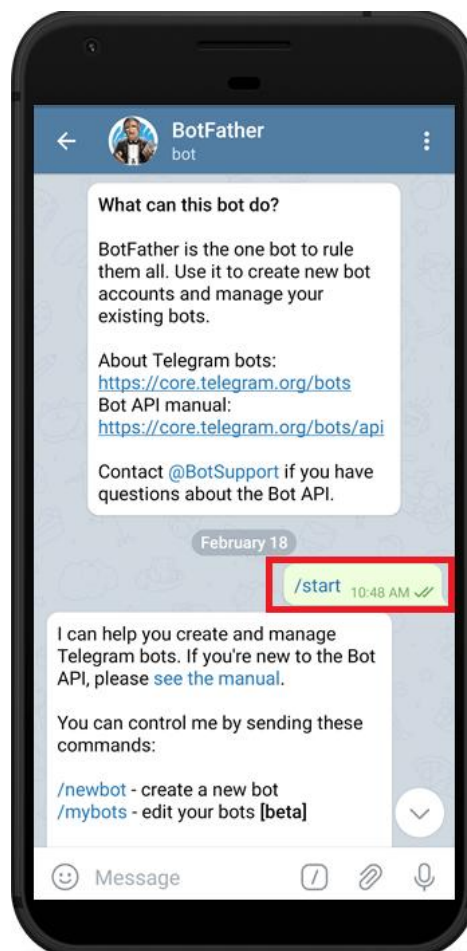 BotFather
bot
What can this bot do?
BotFather is the one bot to rule
them all. Use it to create new bot
accounts and manage your
existing bots.
About Telegram bots:
https://core.telegram.org/bots
Bot API manual:
https://core.telegram.org/bots/api
Contact @BotSupport if you have
questions about the Bot API.
February 18
/start 10:48 AM
I can help you create and manage
Telegram bots. If you're new to the Bot
API, please see the manual.
You can control me by sending these
commands:
/newbot - create a new bot
/mybots - edit your bots [beta]
Message